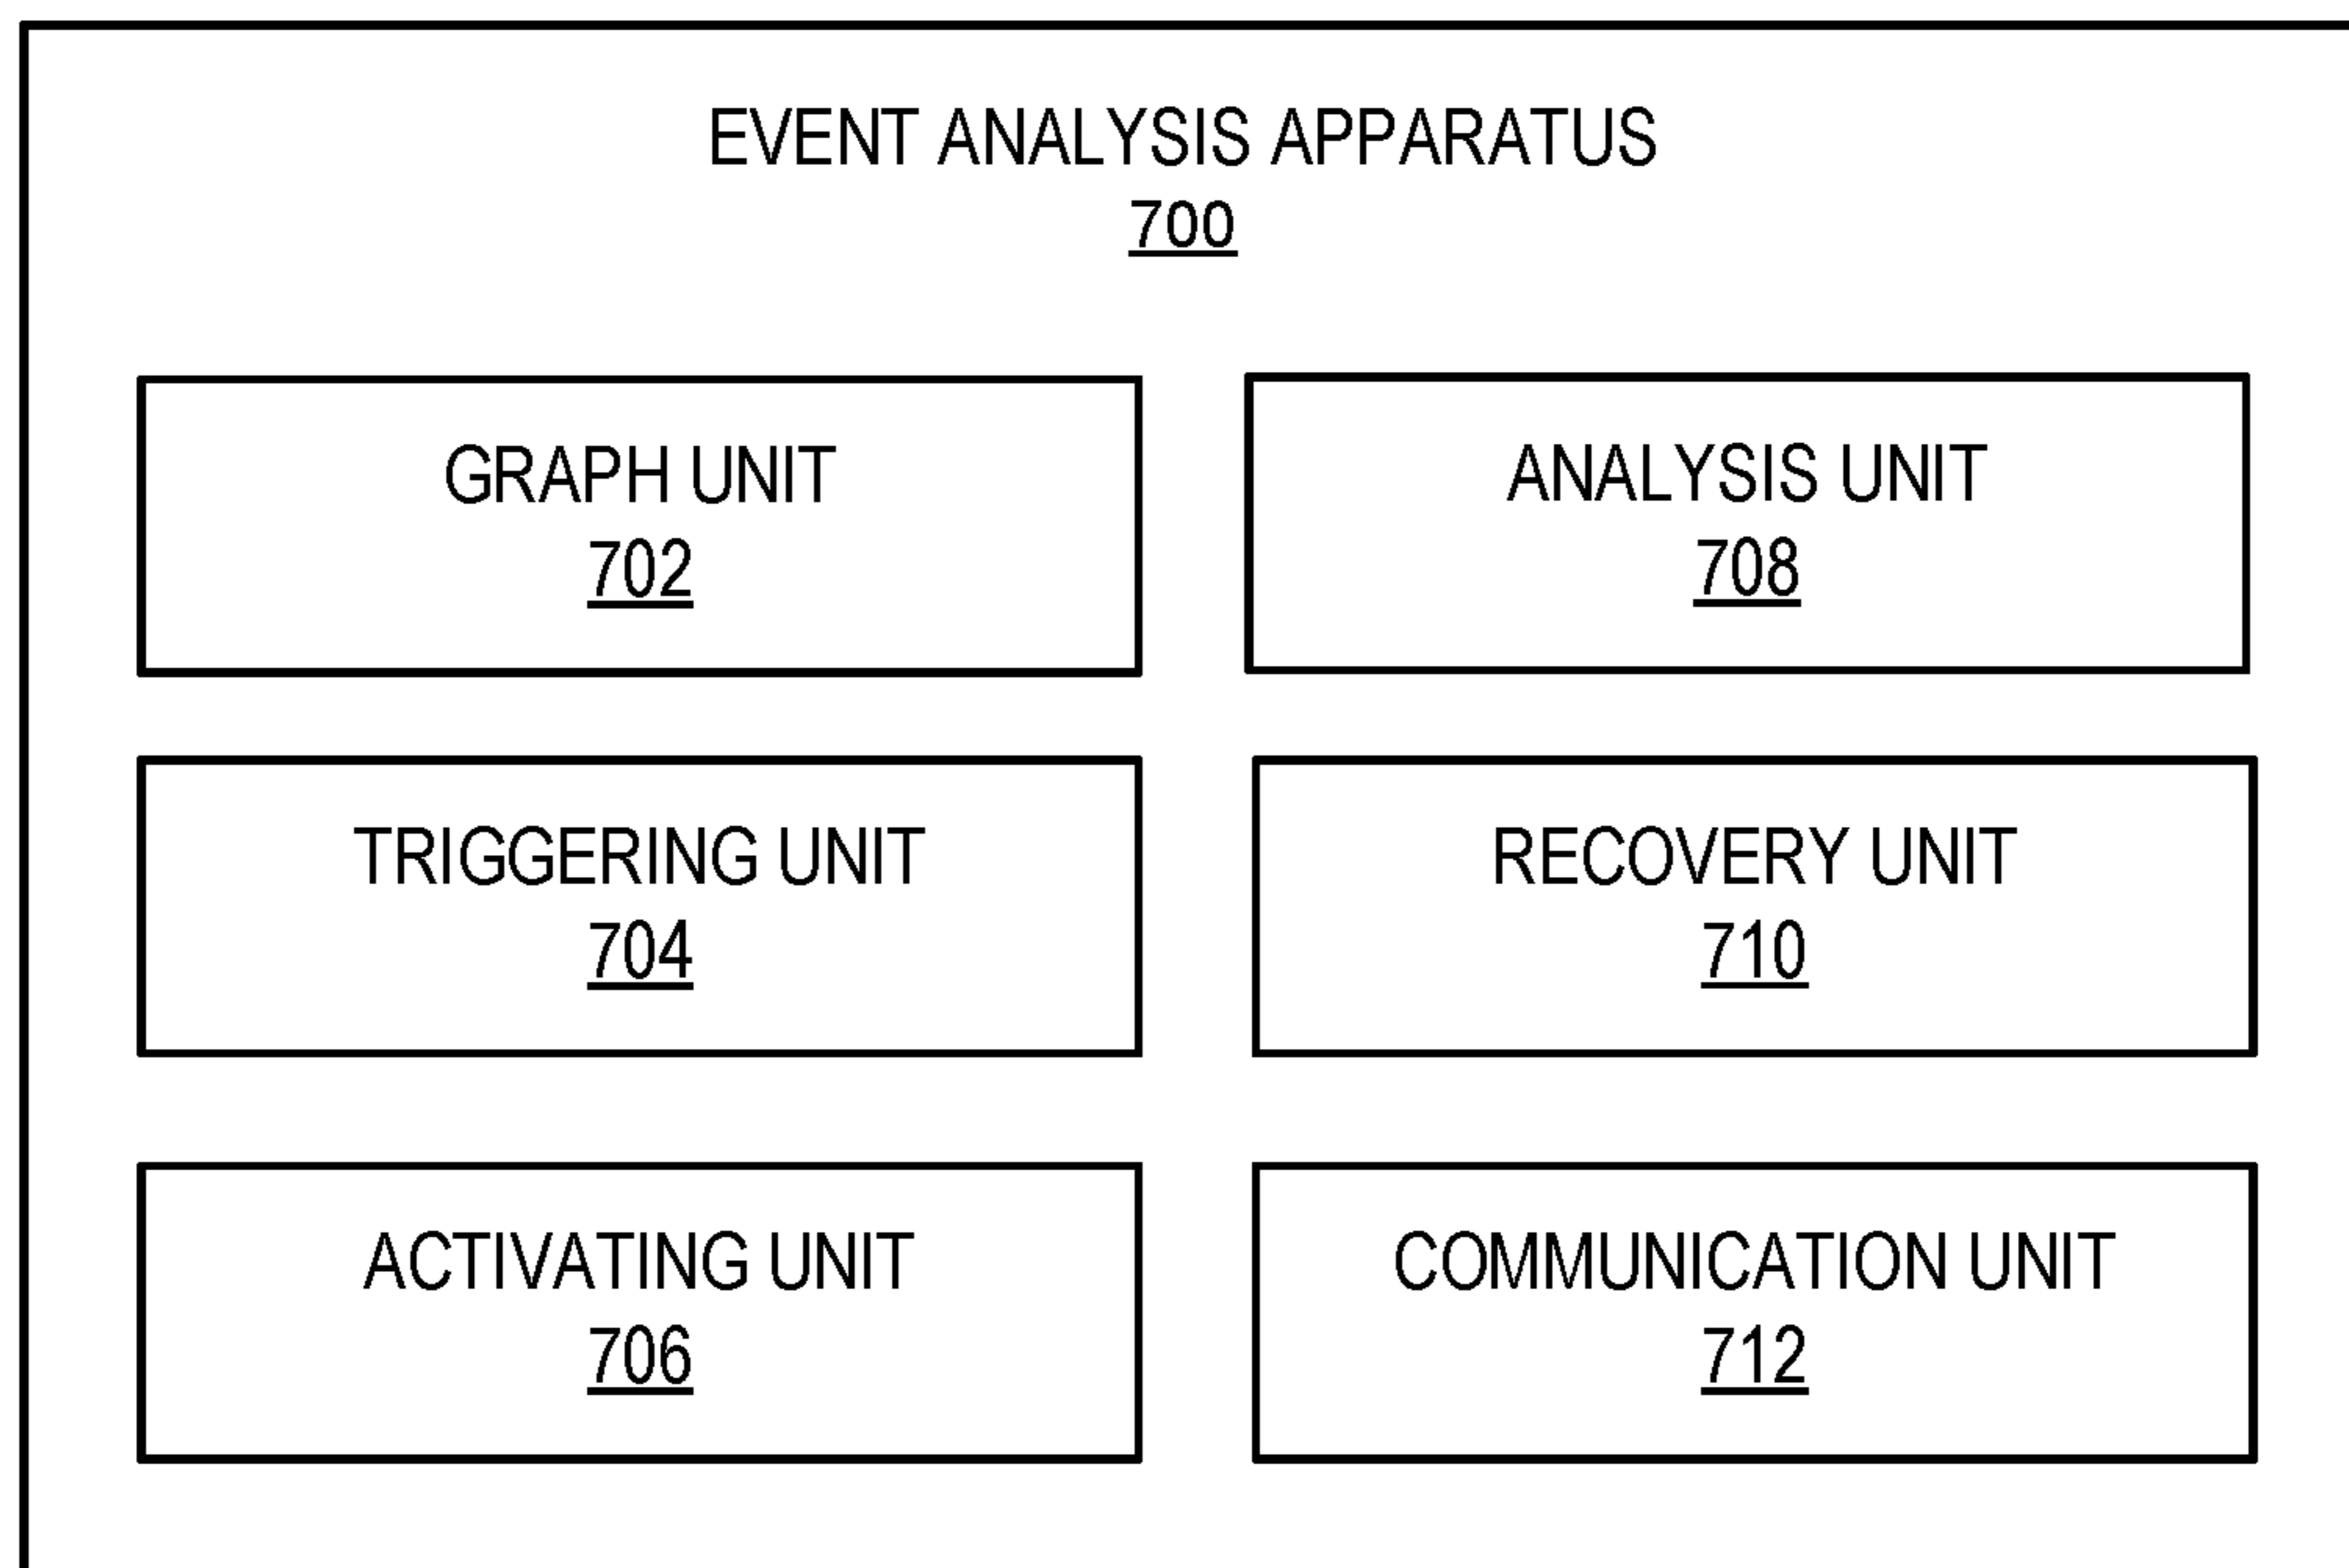 EVENT ANALYSIS APPARATUS
700
GRAPH UNIT
702
ANALYSIS UNIT
708
TRIGGERING UNIT
704
RECOVERY UNIT
710
ACTIVATING UNIT
706
COMMUNICATION UNIT
712